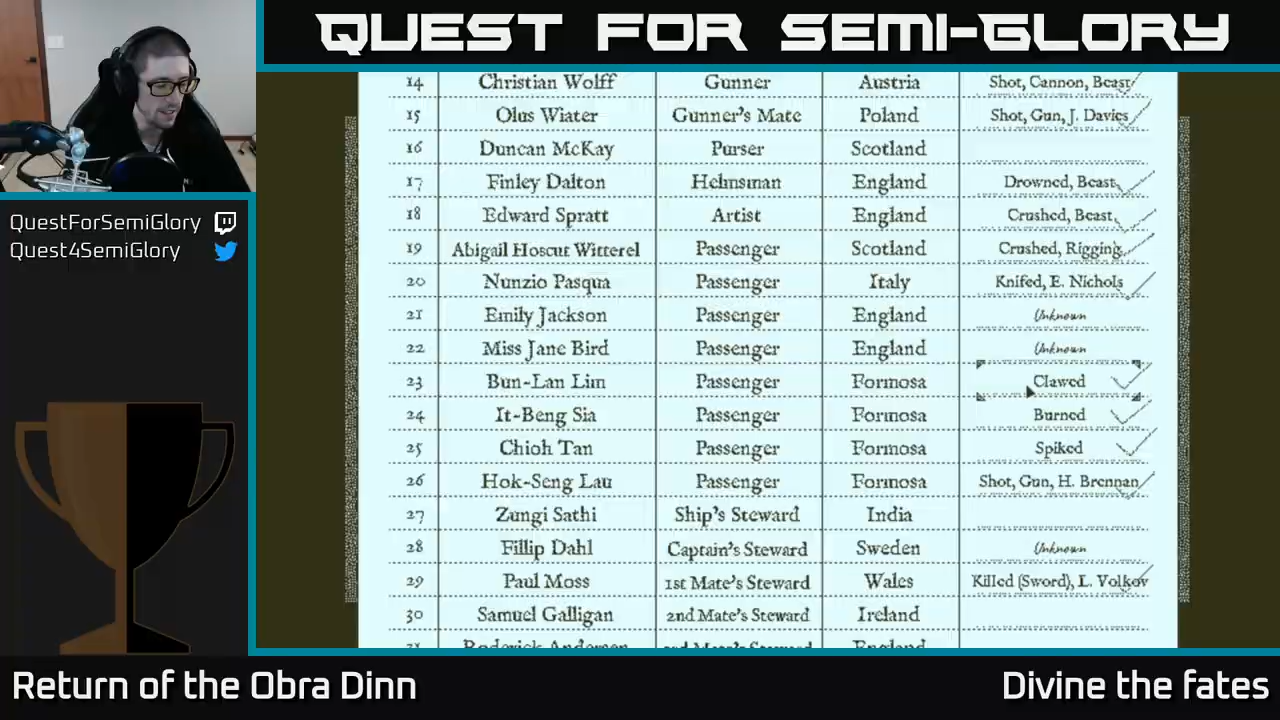 QUEST FOR SEMI-GLORY
QuestForSemiGlory
Quest4SemiGlory
14 Christian Wolff Gunner Austria Shot, Cannon, Beast
15 Olus Wiater Gunner's Mate Poland Shot, Gun, J. Davies
16 Duncan McKay Purser Scotland
17 Finley Dalton Helmsman England Drowned, Beast
18 Edward Spratt Artist England Crushed, Beast
19 Abigail Hoscut Witterel Passenger Scotland Crushed, Rigging
20 Nunzio Pasqua Passenger Italy Knifed, E. Nichols
21 Emily Jackson Passenger England Unknown
22 Miss Jane Bird Passenger England Unknown
23 Bun-Lan Lim Passenger Formosa Clawed
24 It-Beng Sia Passenger Formosa Burned
25 Chioh Tan Passenger Formosa Spiked
26 Hok-Seng Lau Passenger Formosa Shot, Gun, H. Brennan
27 Zungi Sathi Ship's Steward India
28 Fillip Dahl Captain's Steward Sweden Unknown
29 Paul Moss 1st Mate's Steward Wales Killed (Sword), L. Volkov
30 Samuel Galligan 2nd Mate's Steward Ireland
Return of the Obra Dinn
Divine the fates